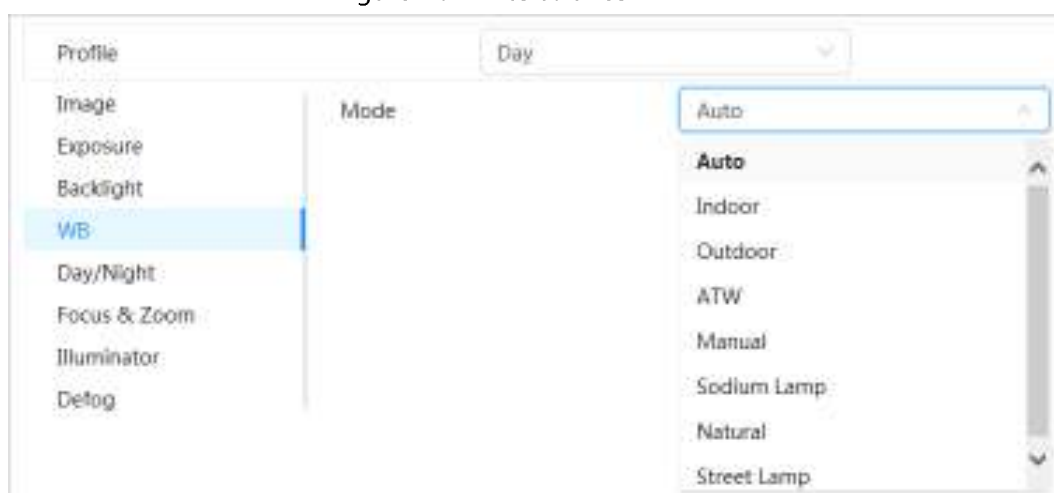 Profile Day
Image Mode Auto
Exposure
Backlight Auto
WB Indoor
Day/Night Outdoor
Focus & Zoom ATW
Illuminator Manual
Defog Sodium Lamp
Natural
Street Lamp